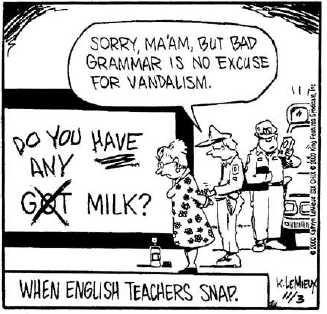 SORRY, MA'AM, BUT BAD
GRAMMAR IS NO EXCUSE
FOR VANDALISM.
DO YOU HAVE
ANY
GOT MILK?
WHEN ENGLISH TEACHERS SNAP.
K. LeMIEUX
11/3